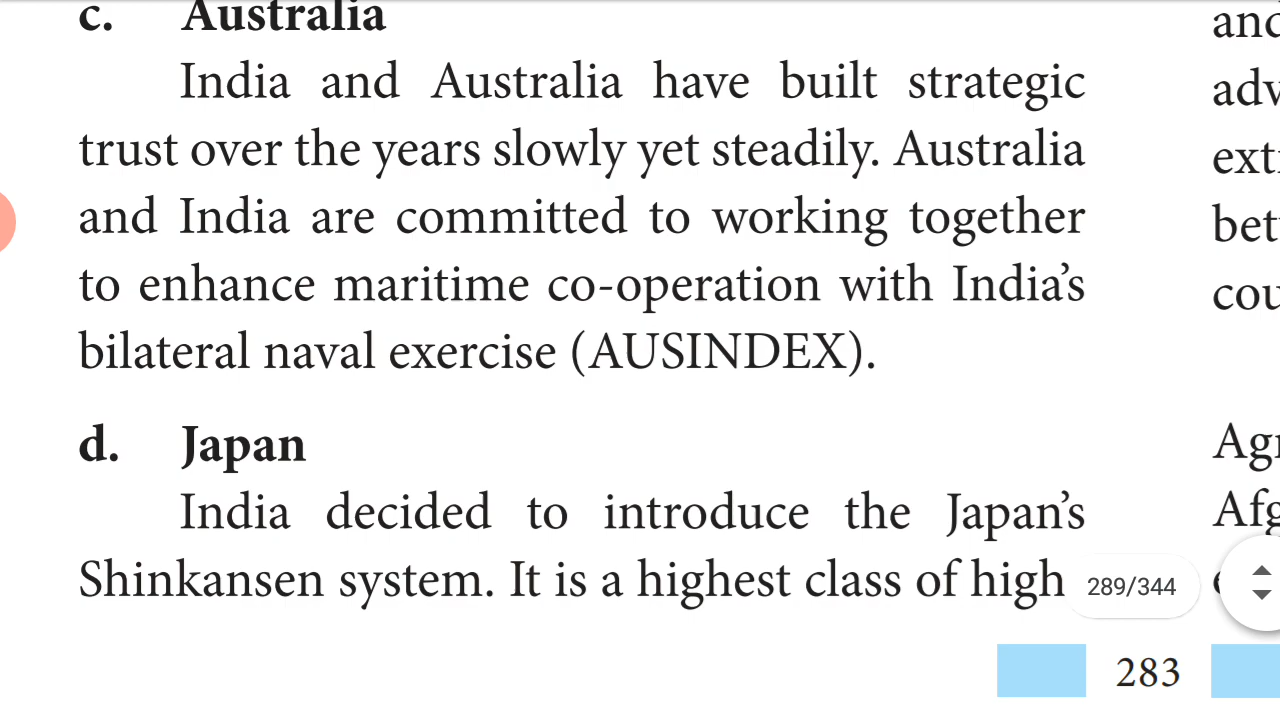 c. Australia
India and Australia have built strategic
trust over the years slowly yet steadily. Australia
and India are committed to working together
to enhance maritime co-operation with India’s
bilateral naval exercise (AUSINDEX).
d. Japan
India decided to introduce the Japan’s
Shinkansen system. It is a highest class of high
289/344
283